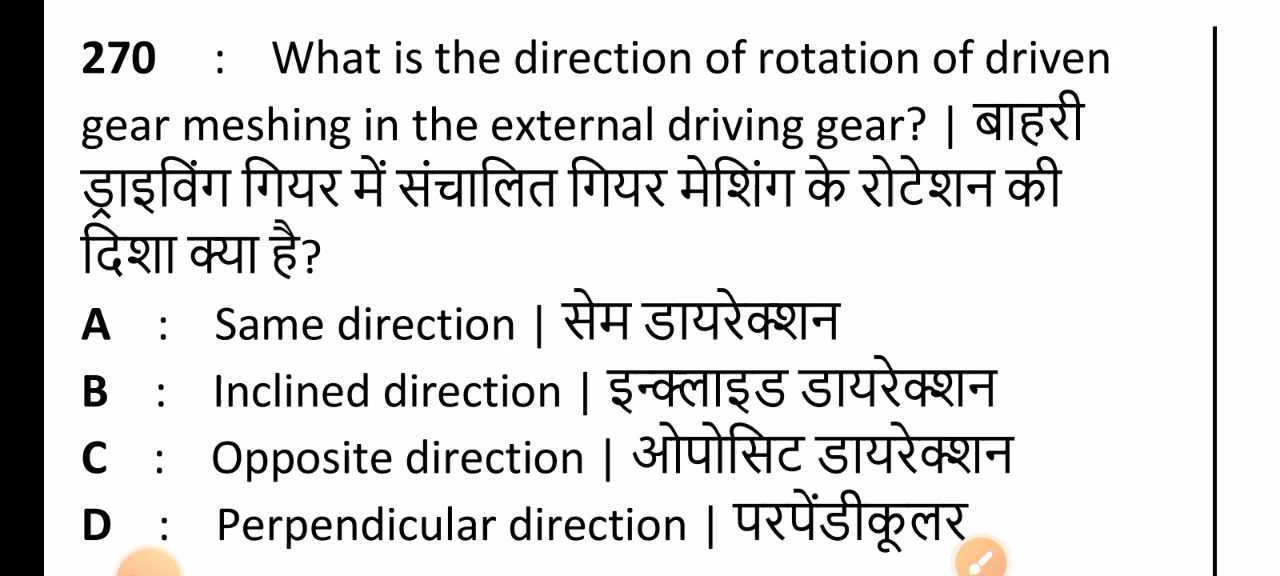 270 : What is the direction of rotation of driven
gear meshing in the external driving gear? | बाहरी
ड्राइविंग गियर में संचालित गियर मेशिंग के रोटेशन की
दिशा क्या है?
A : Same direction | सेम डायरेक्शन
B : Inclined direction | इन्क्लाइड डायरेक्शन
C : Opposite direction | ओपोसिट डायरेक्शन
D : Perpendicular direction | परपेंडीकूलर